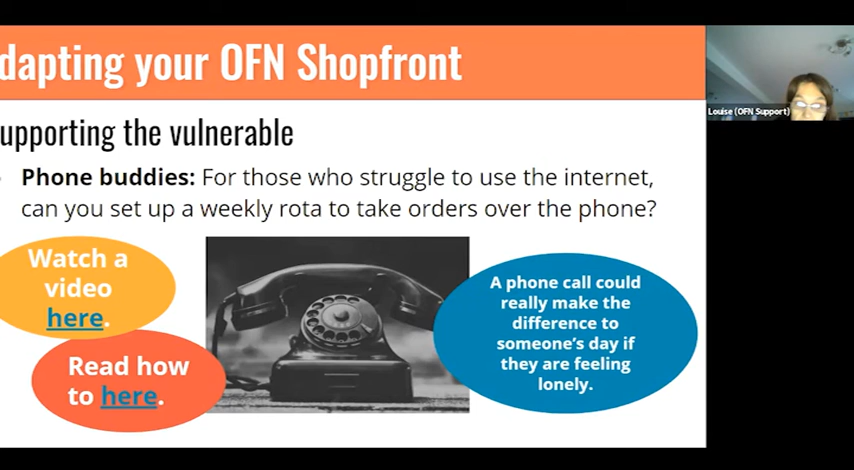 dapting your OFN Shopfront
Louise (OFN Support)
upporting the vulnerable
Phone buddies: For those who struggle to use the internet,
can you set up a weekly rota to take orders over the phone?
Watch a
video
here.
Read how
to here.
A phone call could
really make the
difference to
someone's day if
they are feeling
lonely.